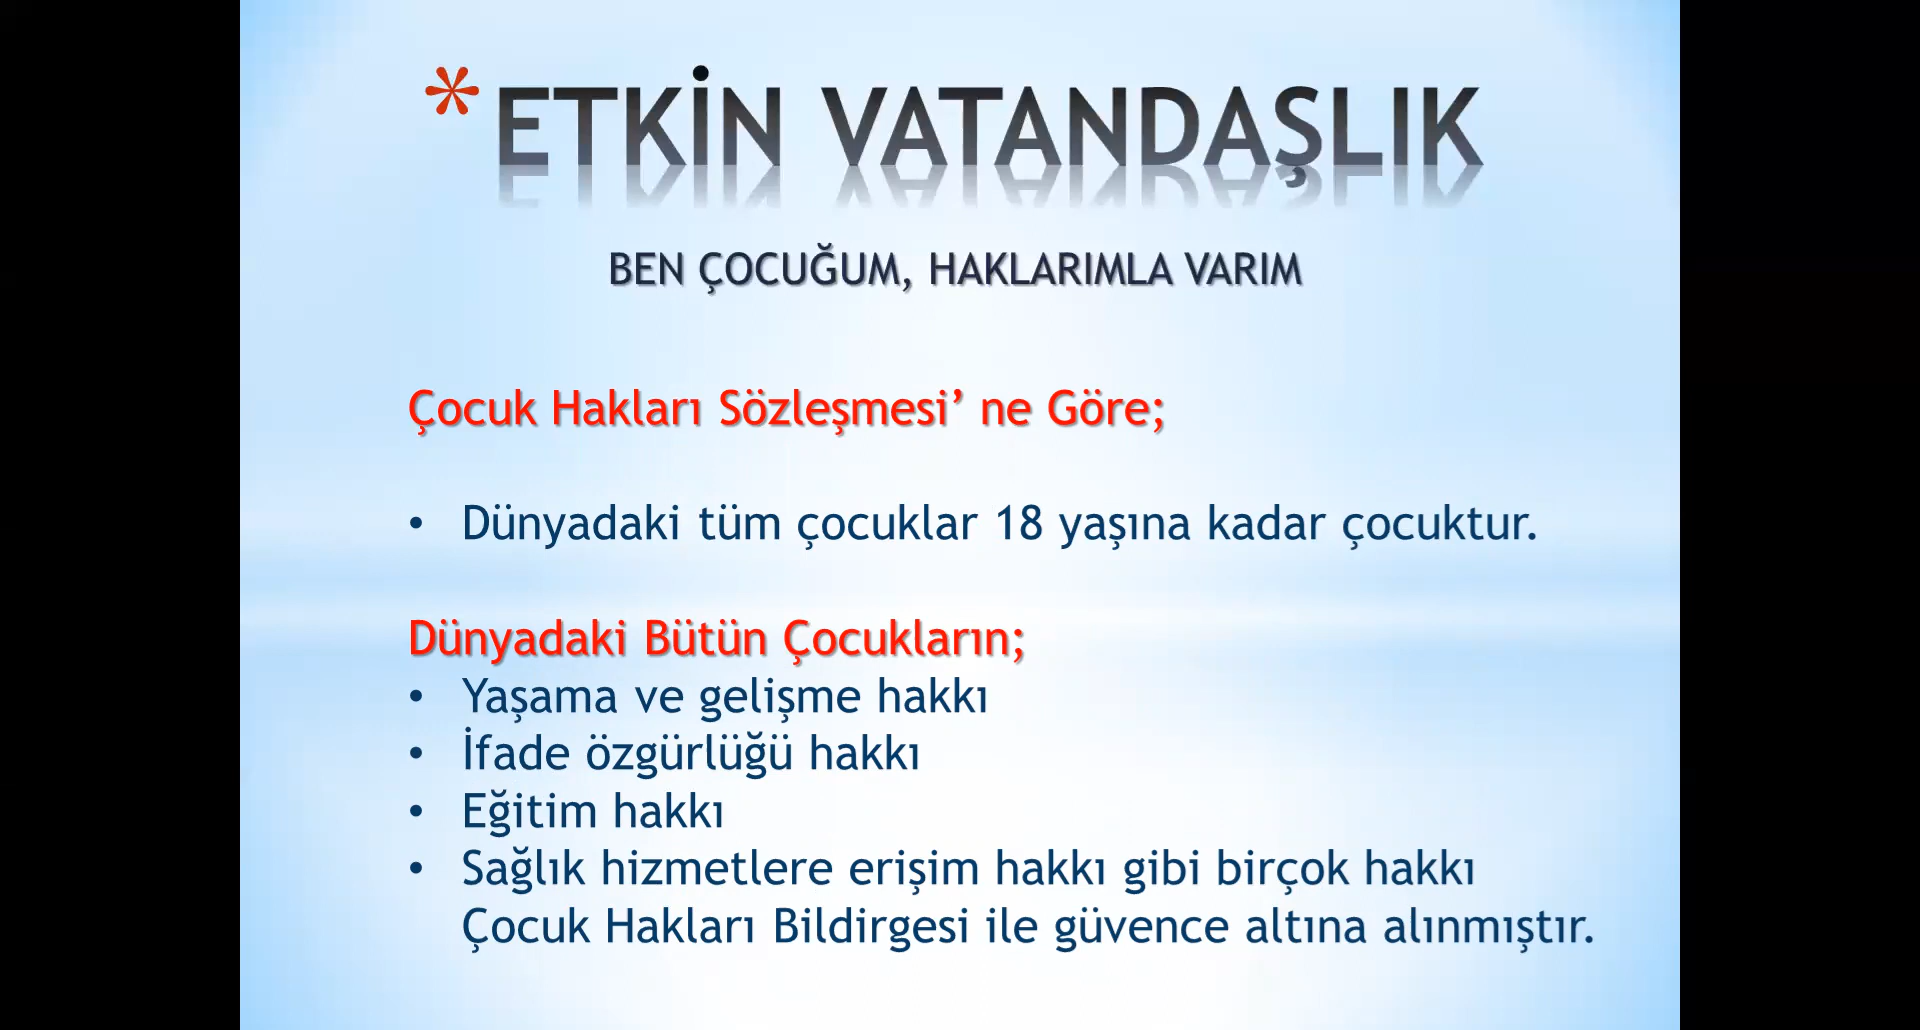 * ETKİN VATANDAŞLIK
BEN ÇOCUĞUM, HAKLARIMLA VARIM
Çocuk Hakları Sözleşmesi’ ne Göre;
• Dünyadaki tüm çocuklar 18 yaşına kadar çocuktur.
Dünyadaki Bütün Çocukların;
• Yaşama ve gelişme hakkı
• İfade özgürlüğü hakkı
• Eğitim hakkı
• Sağlık hizmetlere erişim hakkı gibi birçok hakkı
Çocuk Hakları Bildirgesi ile güvence altına alınmıştır.